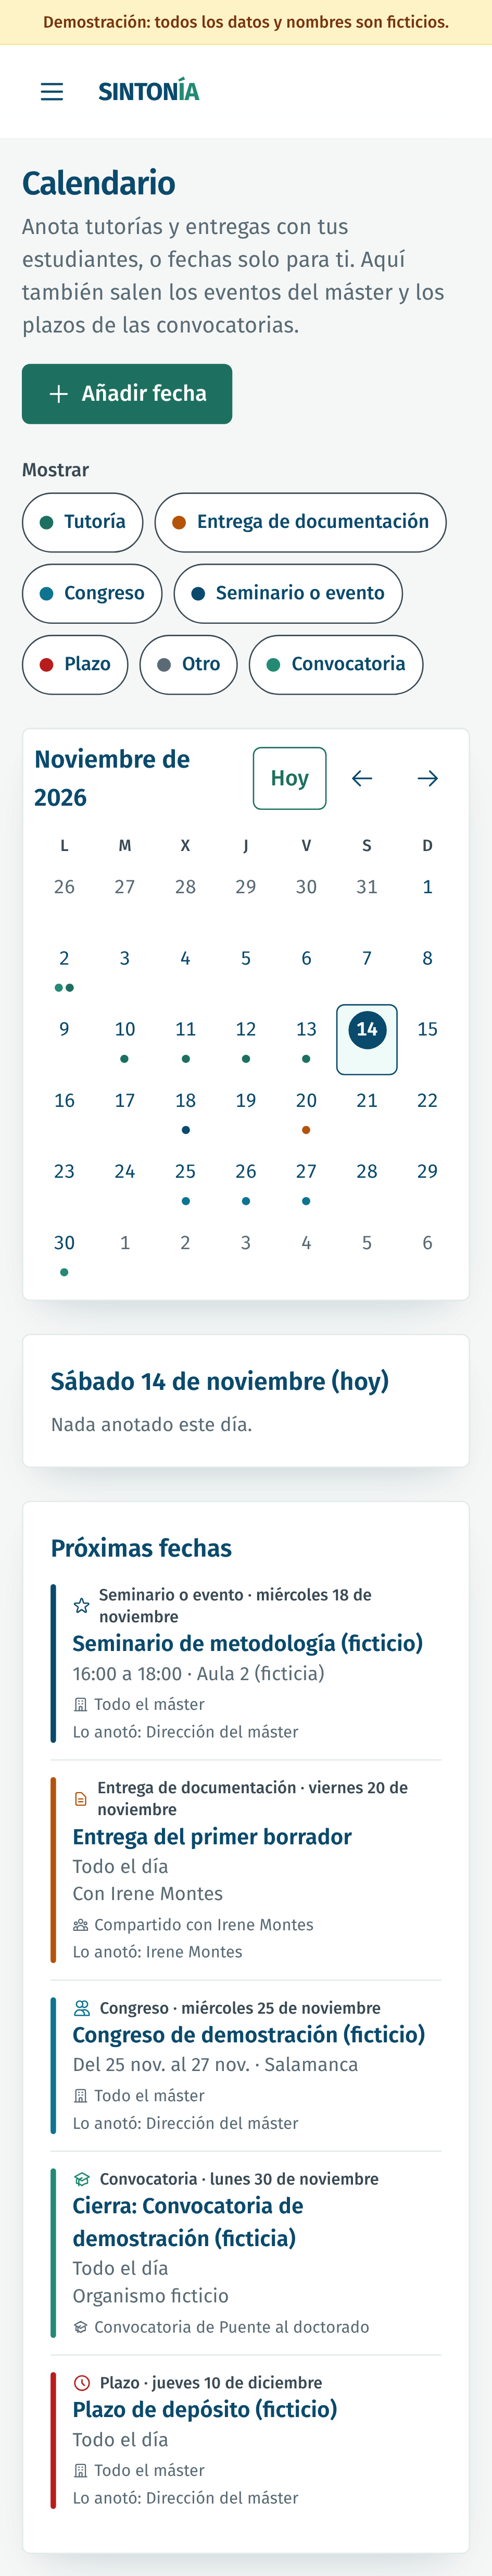 Demostración: todos los datos y nombres son ficticios.
SINTONÍA
Calendario
Anota tutorías y entregas con tus
estudiantes, o fechas solo para ti. Aquí
también salen los eventos del máster y los
plazos de las convocatorias.
Añadir fecha
Mostrar
Tutoría Entrega de documentación
Congreso Seminario o evento
Plazo Otro Convocatoria
Noviembre de
2026
Hoy
L M X J V S D
26 27 28 29 30 31 1
2 3 4 5 6 7 8
9 10 11 12 13 14 15
16 17 18 19 20 21 22
23 24 25 26 27 28 29
30 1 2 3 4 5 6
Sábado 14 de noviembre (hoy)
Nada anotado este día.
Próximas fechas
Seminario o evento · miércoles 18 de
noviembre
Seminario de metodología (ficticio)
16:00 a 18:00 · Aula 2 (ficticia)
Todo el máster
Lo anotó: Dirección del máster
Entrega de documentación · viernes 20 de
noviembre
Entrega del primer borrador
Todo el día
Con Irene Montes
Compartido con Irene Montes
Lo anotó: Irene Montes
Congreso · miércoles 25 de noviembre
Congreso de demostración (ficticio)
Del 25 nov. al 27 nov. · Salamanca
Todo el máster
Lo anotó: Dirección del máster
Convocatoria · lunes 30 de noviembre
Cierra: Convocatoria de
demostración (ficticia)
Todo el día
Organismo ficticio
Convocatoria de Puente al doctorado
Plazo · jueves 10 de diciembre
Plazo de depósito (ficticio)
Todo el día
Todo el máster
Lo anotó: Dirección del máster